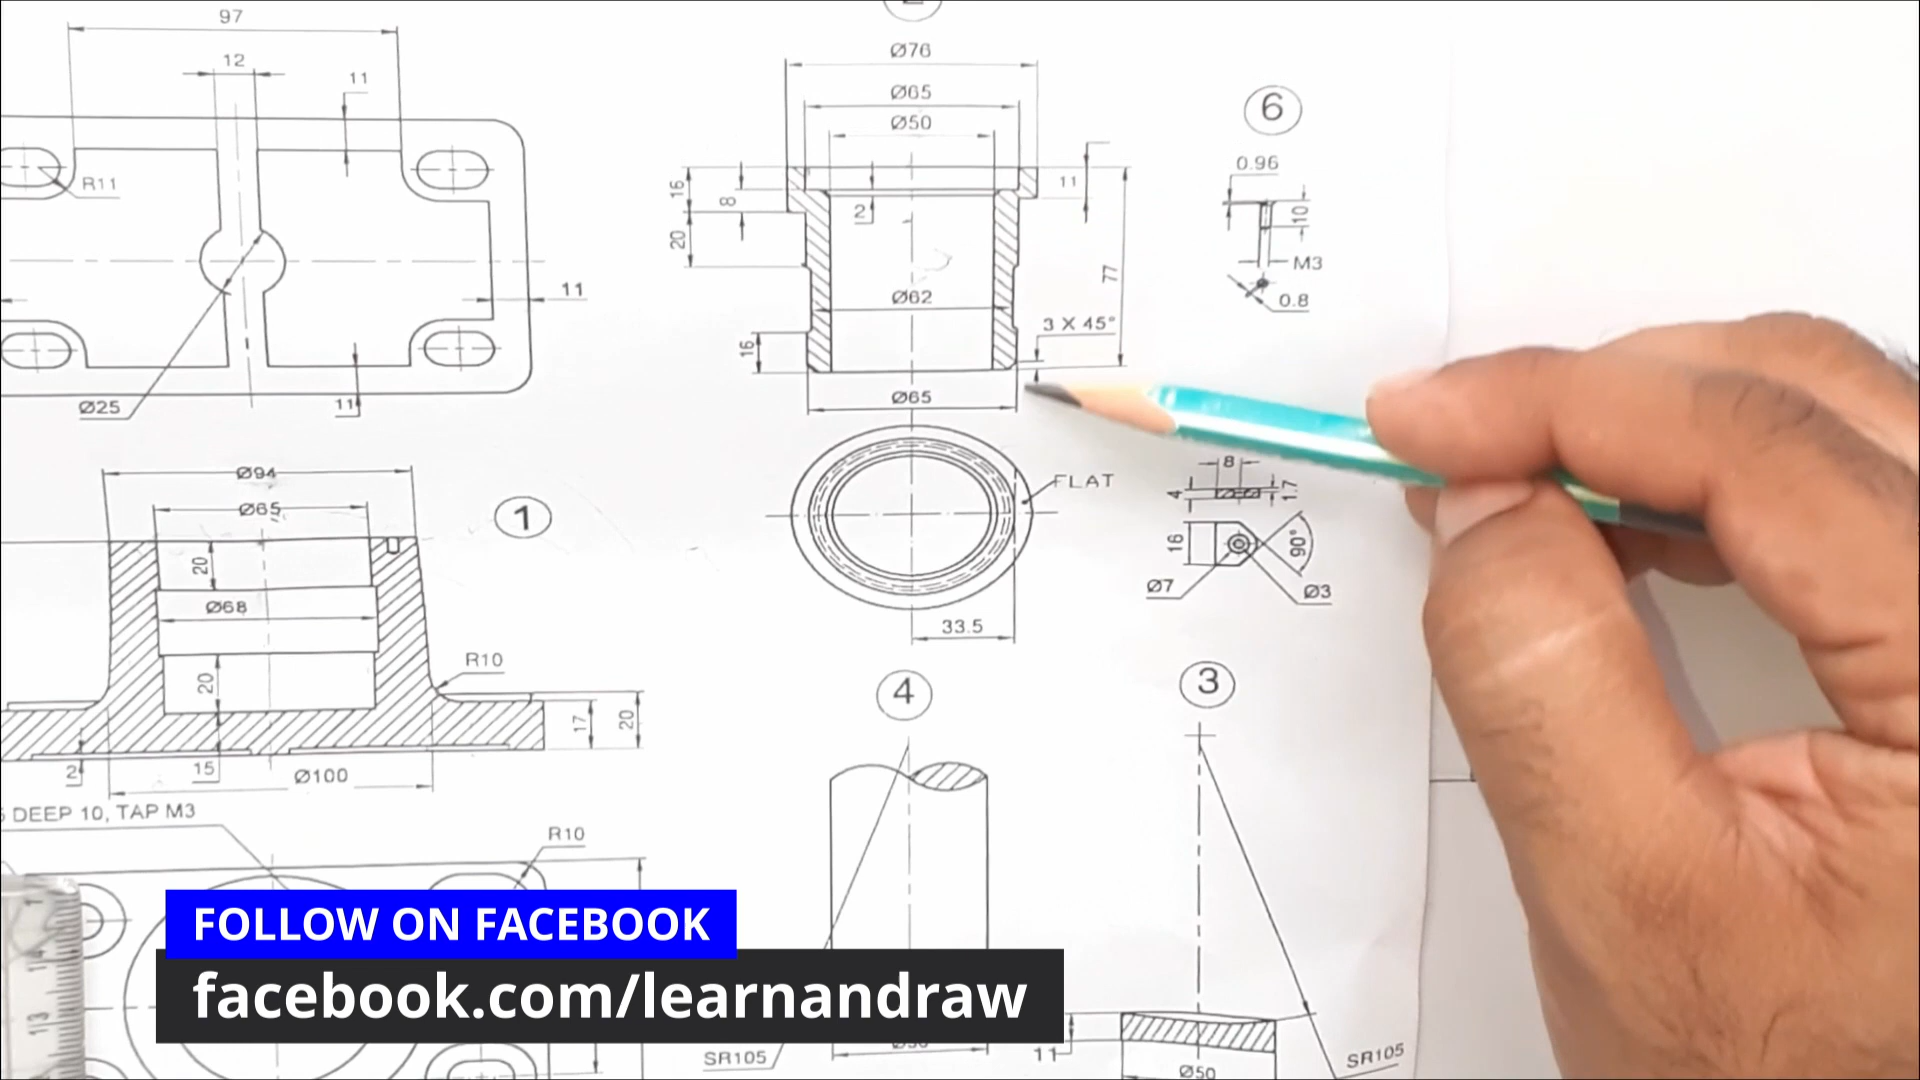 97
12
11
R11
11
Ø25
11
Ø76
Ø65
Ø50
16
8
20
2
11
77
Ø62
16
3 X 45°
Ø65
6
0.96
10
M3
0.8
Ø94
Ø65
1
20
Ø68
20
R10
17
20
2
15
Ø100
DEEP 10, TAP M3
R10
FLAT
33.5
8
4
1.7
16
90°
Ø7
Ø3
4
3
SR105
11
Ø50
SR105
14
13
FOLLOW ON FACEBOOK
facebook.com/learnandraw